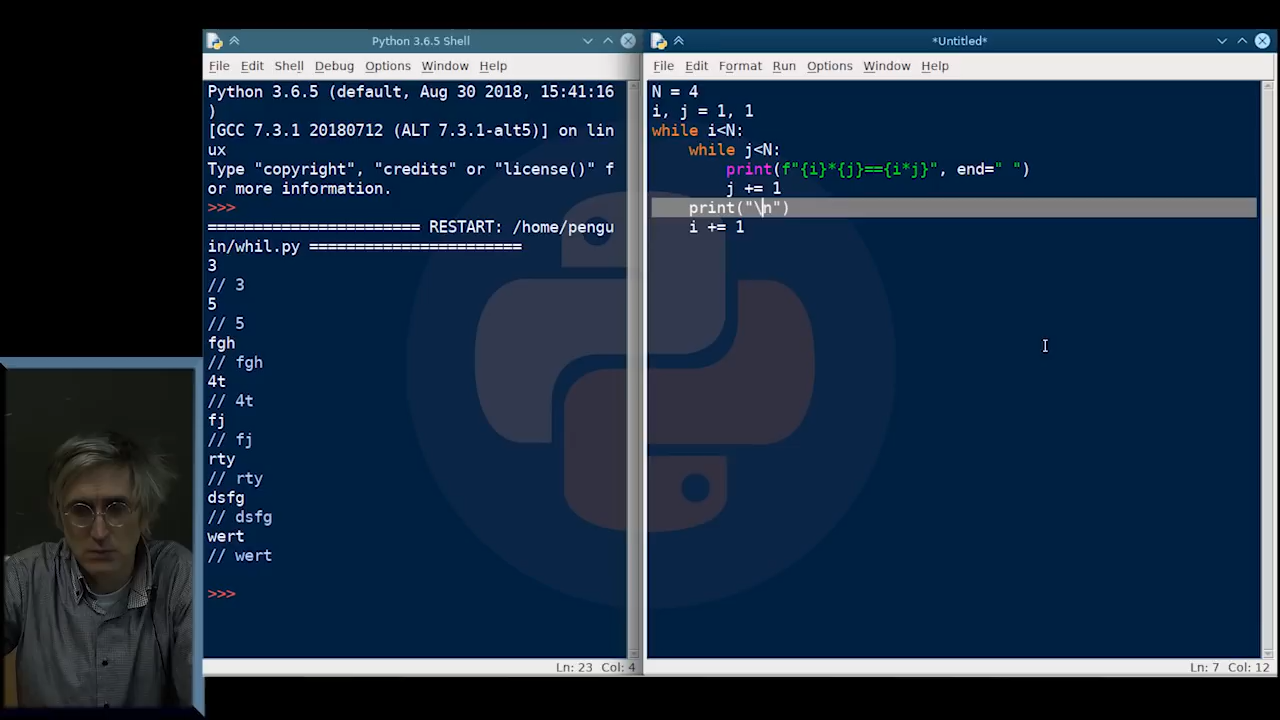 Python 3.6.5 Shell
File Edit Shell Debug Options Window Help
Python 3.6.5 (default, Aug 30 2018, 15:41:16
)
[GCC 7.3.1 20180712 (ALT 7.3.1-alt5)] on lin
ux
Type "copyright", "credits" or "license()" f
or more information.
>>>
======================= RESTART: /home/pengu
in/whil.py =======================
3
// 3
5
// 5
fgh
// fgh
4t
// 4t
fj
// fj
rty
// rty
dsfg
// dsfg
wert
// wert
>>>
Ln: 23 Col: 4
*Untitled*
File Edit Format Run Options Window Help
N = 4
i, j = 1, 1
while i<N:
    while j<N:
        print(f"{i}*{j}=={i*j}", end=" ")
        j += 1
    print("\n")
    i += 1
Ln: 7 Col: 12